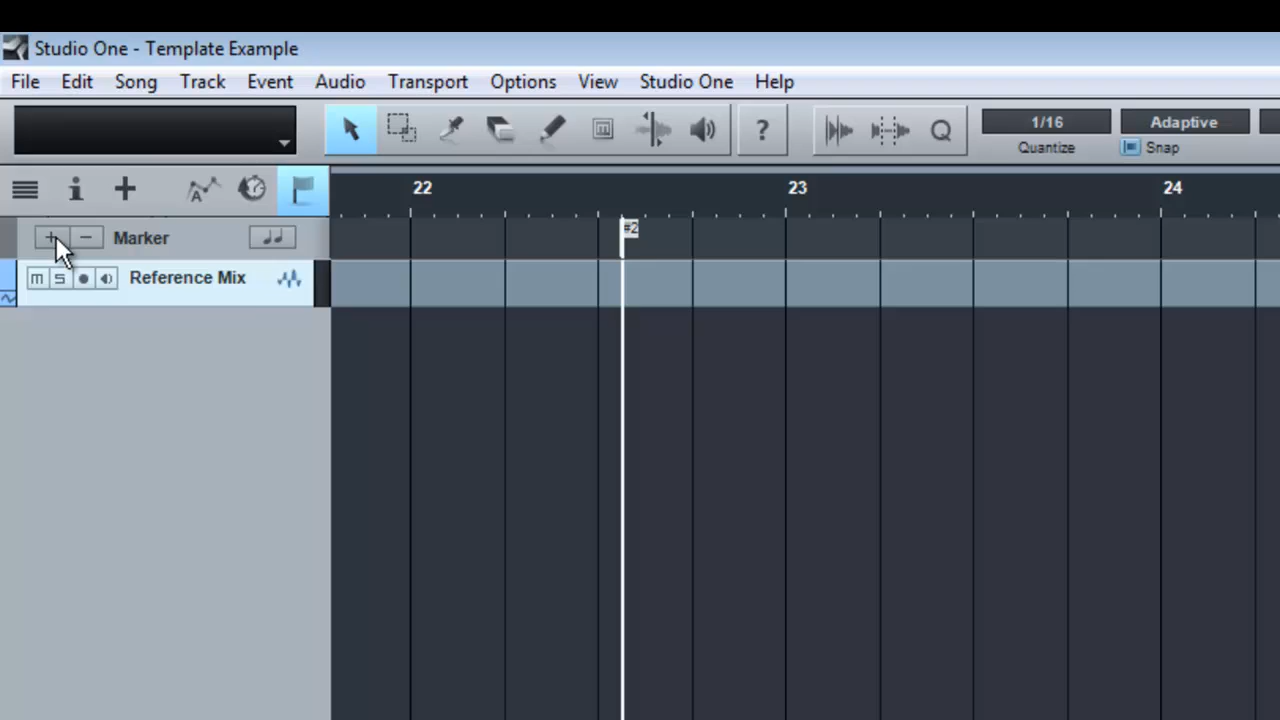 Studio One - Template Example
File Edit Song Track Event Audio Transport Options View Studio One Help
? Q 1/16 Adaptive
Quantize Snap
i + A 22 23 24
+ - Marker #2
m S Reference Mix